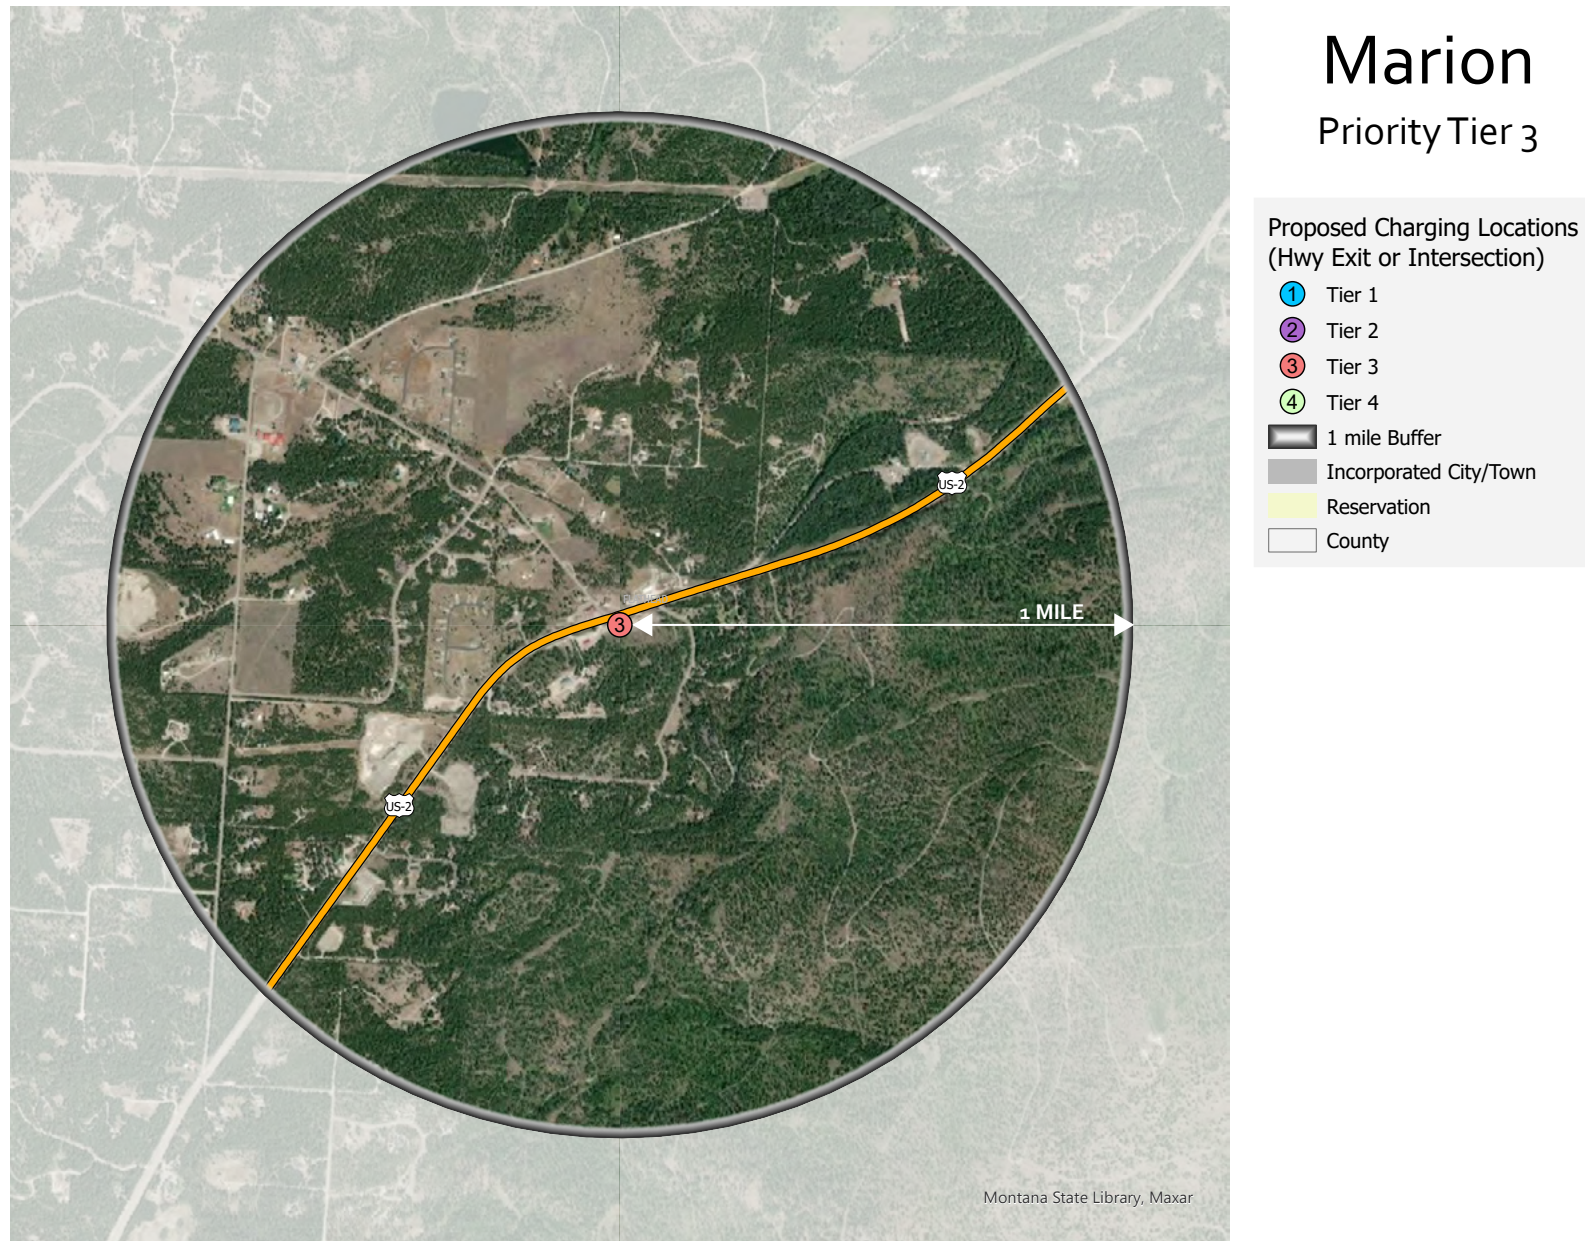 Marion
Priority Tier 3
Proposed Charging Locations
(Hwy Exit or Intersection)
1 Tier 1
2 Tier 2
3 Tier 3
4 Tier 4
1 mile Buffer
Incorporated City/Town
Reservation
County
US-2
3
1 MILE
US-2
Montana State Library, Maxar